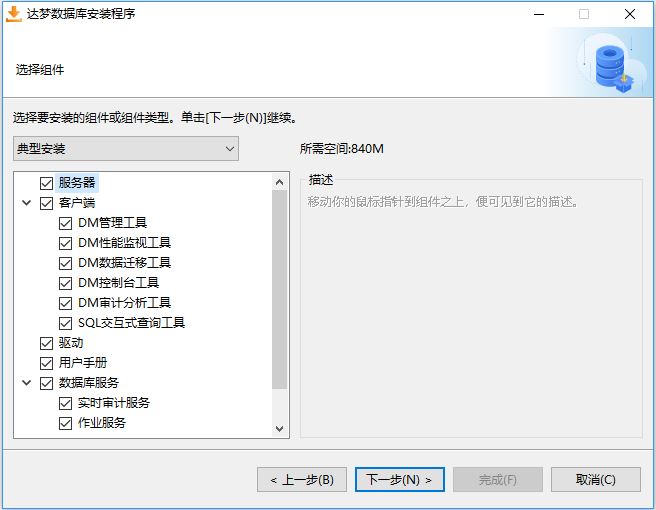 达梦数据库安装程序
选择组件
选择要安装的组件或组件类型。单击[下一步(N)]继续。
典型安装
所需空间:840M
服务器
客户端
DM管理工具
DM性能监视工具
DM数据迁移工具
DM控制台工具
DM审计分析工具
SQL交互式查询工具
驱动
用户手册
数据库服务
实时审计服务
作业服务
描述
移动你的鼠标指针到组件之上，便可见到它的描述。
< 上一步(B)
下一步(N) >
完成(F)
取消(C)